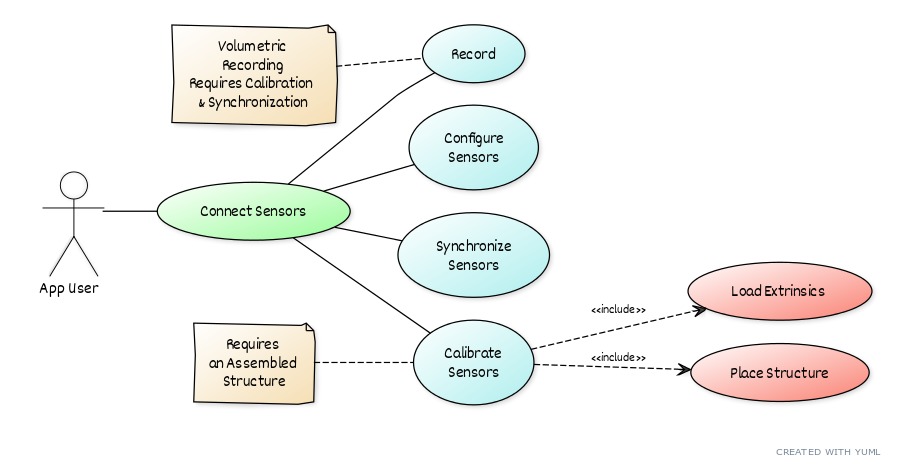 Volumetric
Recording
Requires Calibration
& Synchronization
Record
Configure
Sensors
Connect Sensors
App User
Synchronize
Sensors
Requires
an Assembled
Structure
Calibrate
Sensors
<<include>>
<<include>>
Load Extrinsics
Place Structure
CREATED WITH YUML